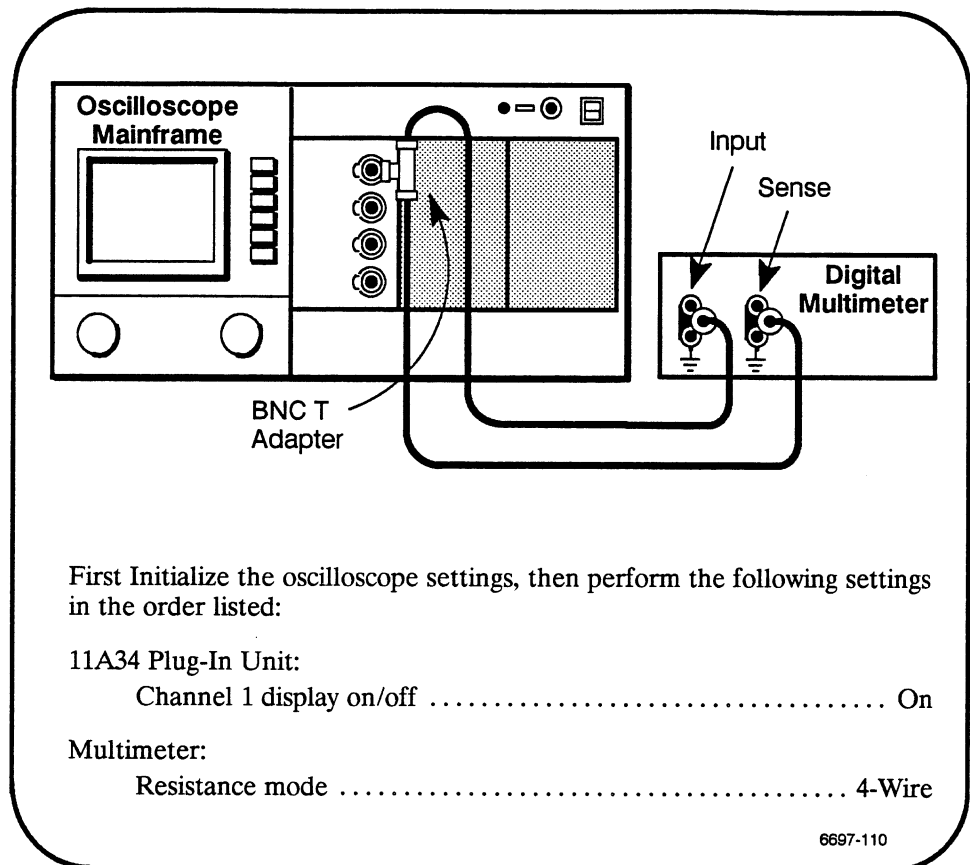 Oscilloscope
Mainframe
Input
Sense
Digital
Multimeter
BNC T
Adapter
First Initialize the oscilloscope settings, then perform the following settings
in the order listed:
11A34 Plug-In Unit:
Channel 1 display on/off ..................................... On
Multimeter:
Resistance mode ............................................. 4-Wire
6697-110